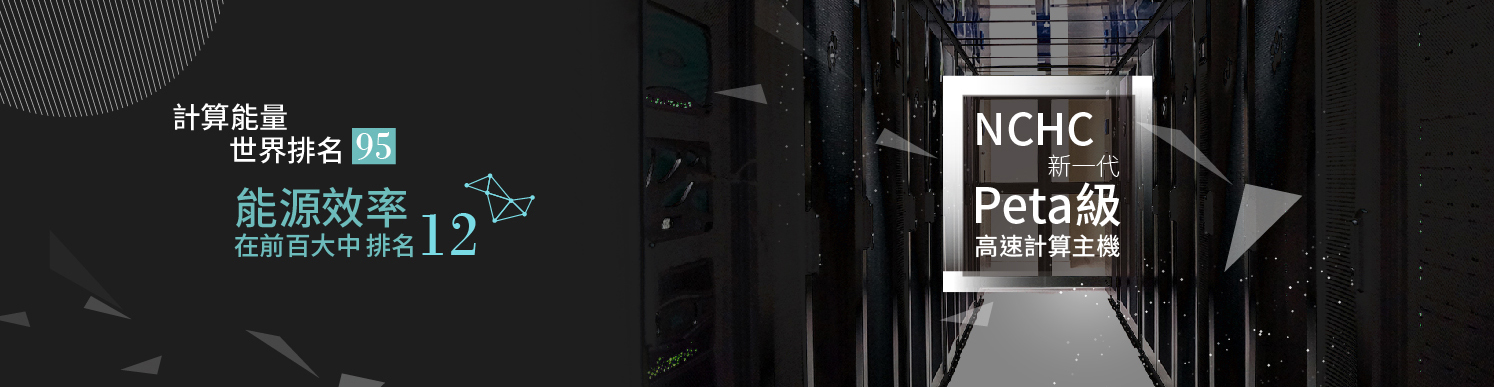 計算能量
世界排名 95
能源效率
在前百大中 排名 12
NCHC
新一代
Peta級
高速計算主機